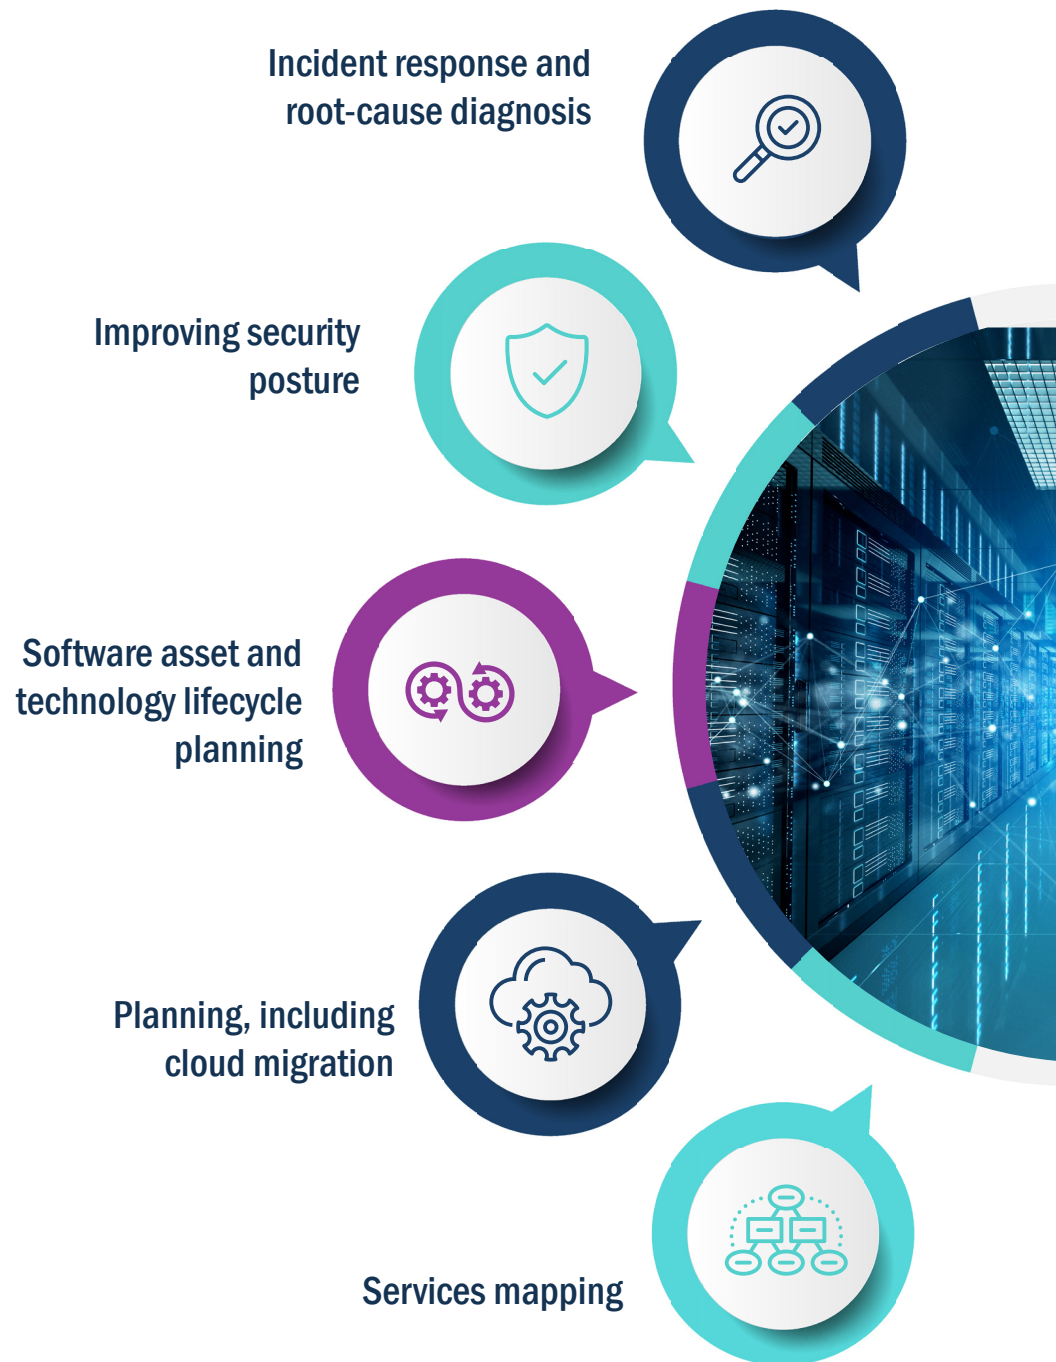 Incident response and
root-cause diagnosis
Improving security
posture
Software asset and
technology lifecycle
planning
Planning, including
cloud migration
Services mapping